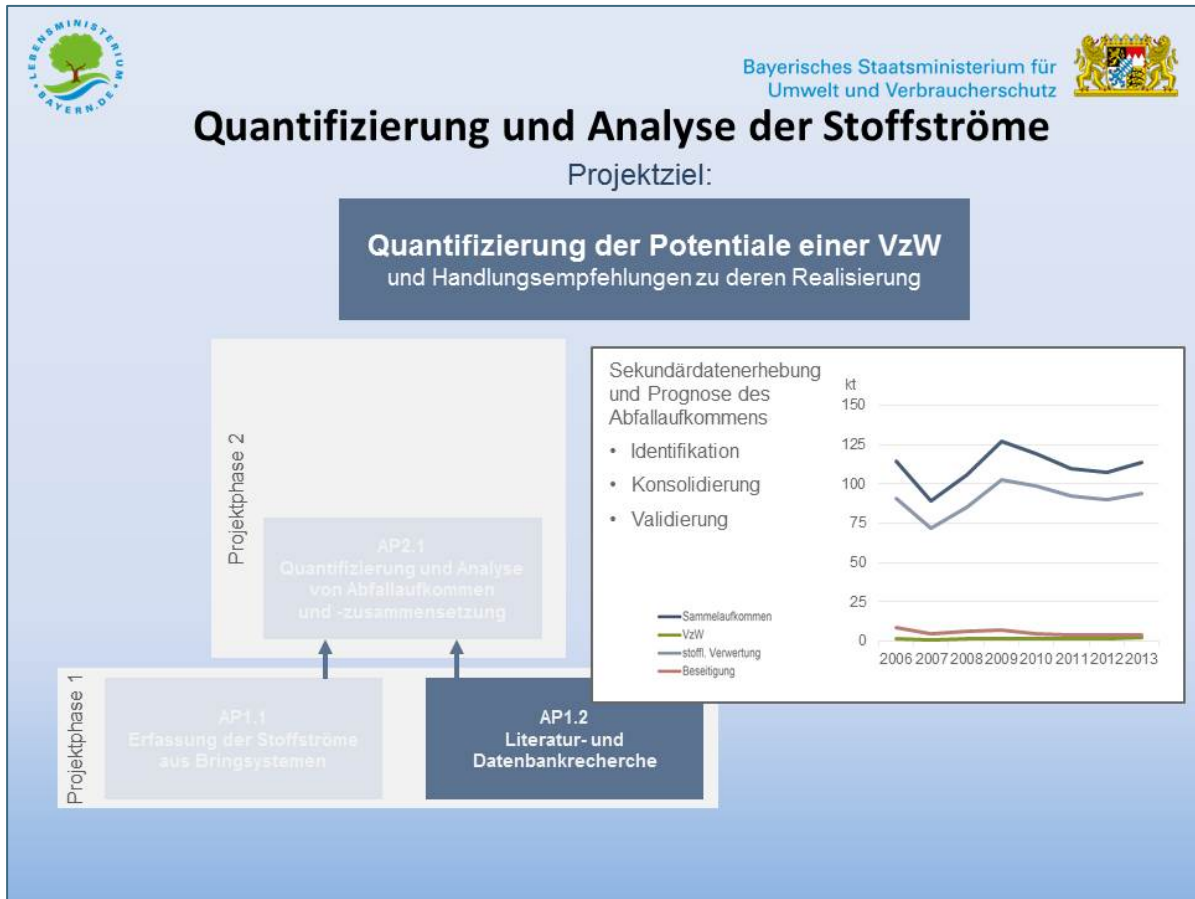 LEBENSMINISTERIUM
BAYERN.DE
Bayerisches Staatsministerium für
Umwelt und Verbraucherschutz
Quantifizierung und Analyse der Stoffströme
Projektziel:
Quantifizierung der Potentiale einer VzW
und Handlungsempfehlungen zu deren Realisierung
Projektphase 2
AP2.1
Quantifizierung und Analyse
von Abfallaufkommen
und -zusammensetzung
Sekundärdatenerhebung
und Prognose des
Abfallaufkommens
• Identifikation
• Konsolidierung
• Validierung
kt
150
125
100
75
50
25
0
2006 2007 2008 2009 2010 2011 2012 2013
Sammelaufkommen
VzW
stoffl. Verwertung
Beseitigung
Projektphase 1
AP1.1
Erfassung der Stoffströme
aus Bringsystemen
AP1.2
Literatur- und
Datenbankrecherche